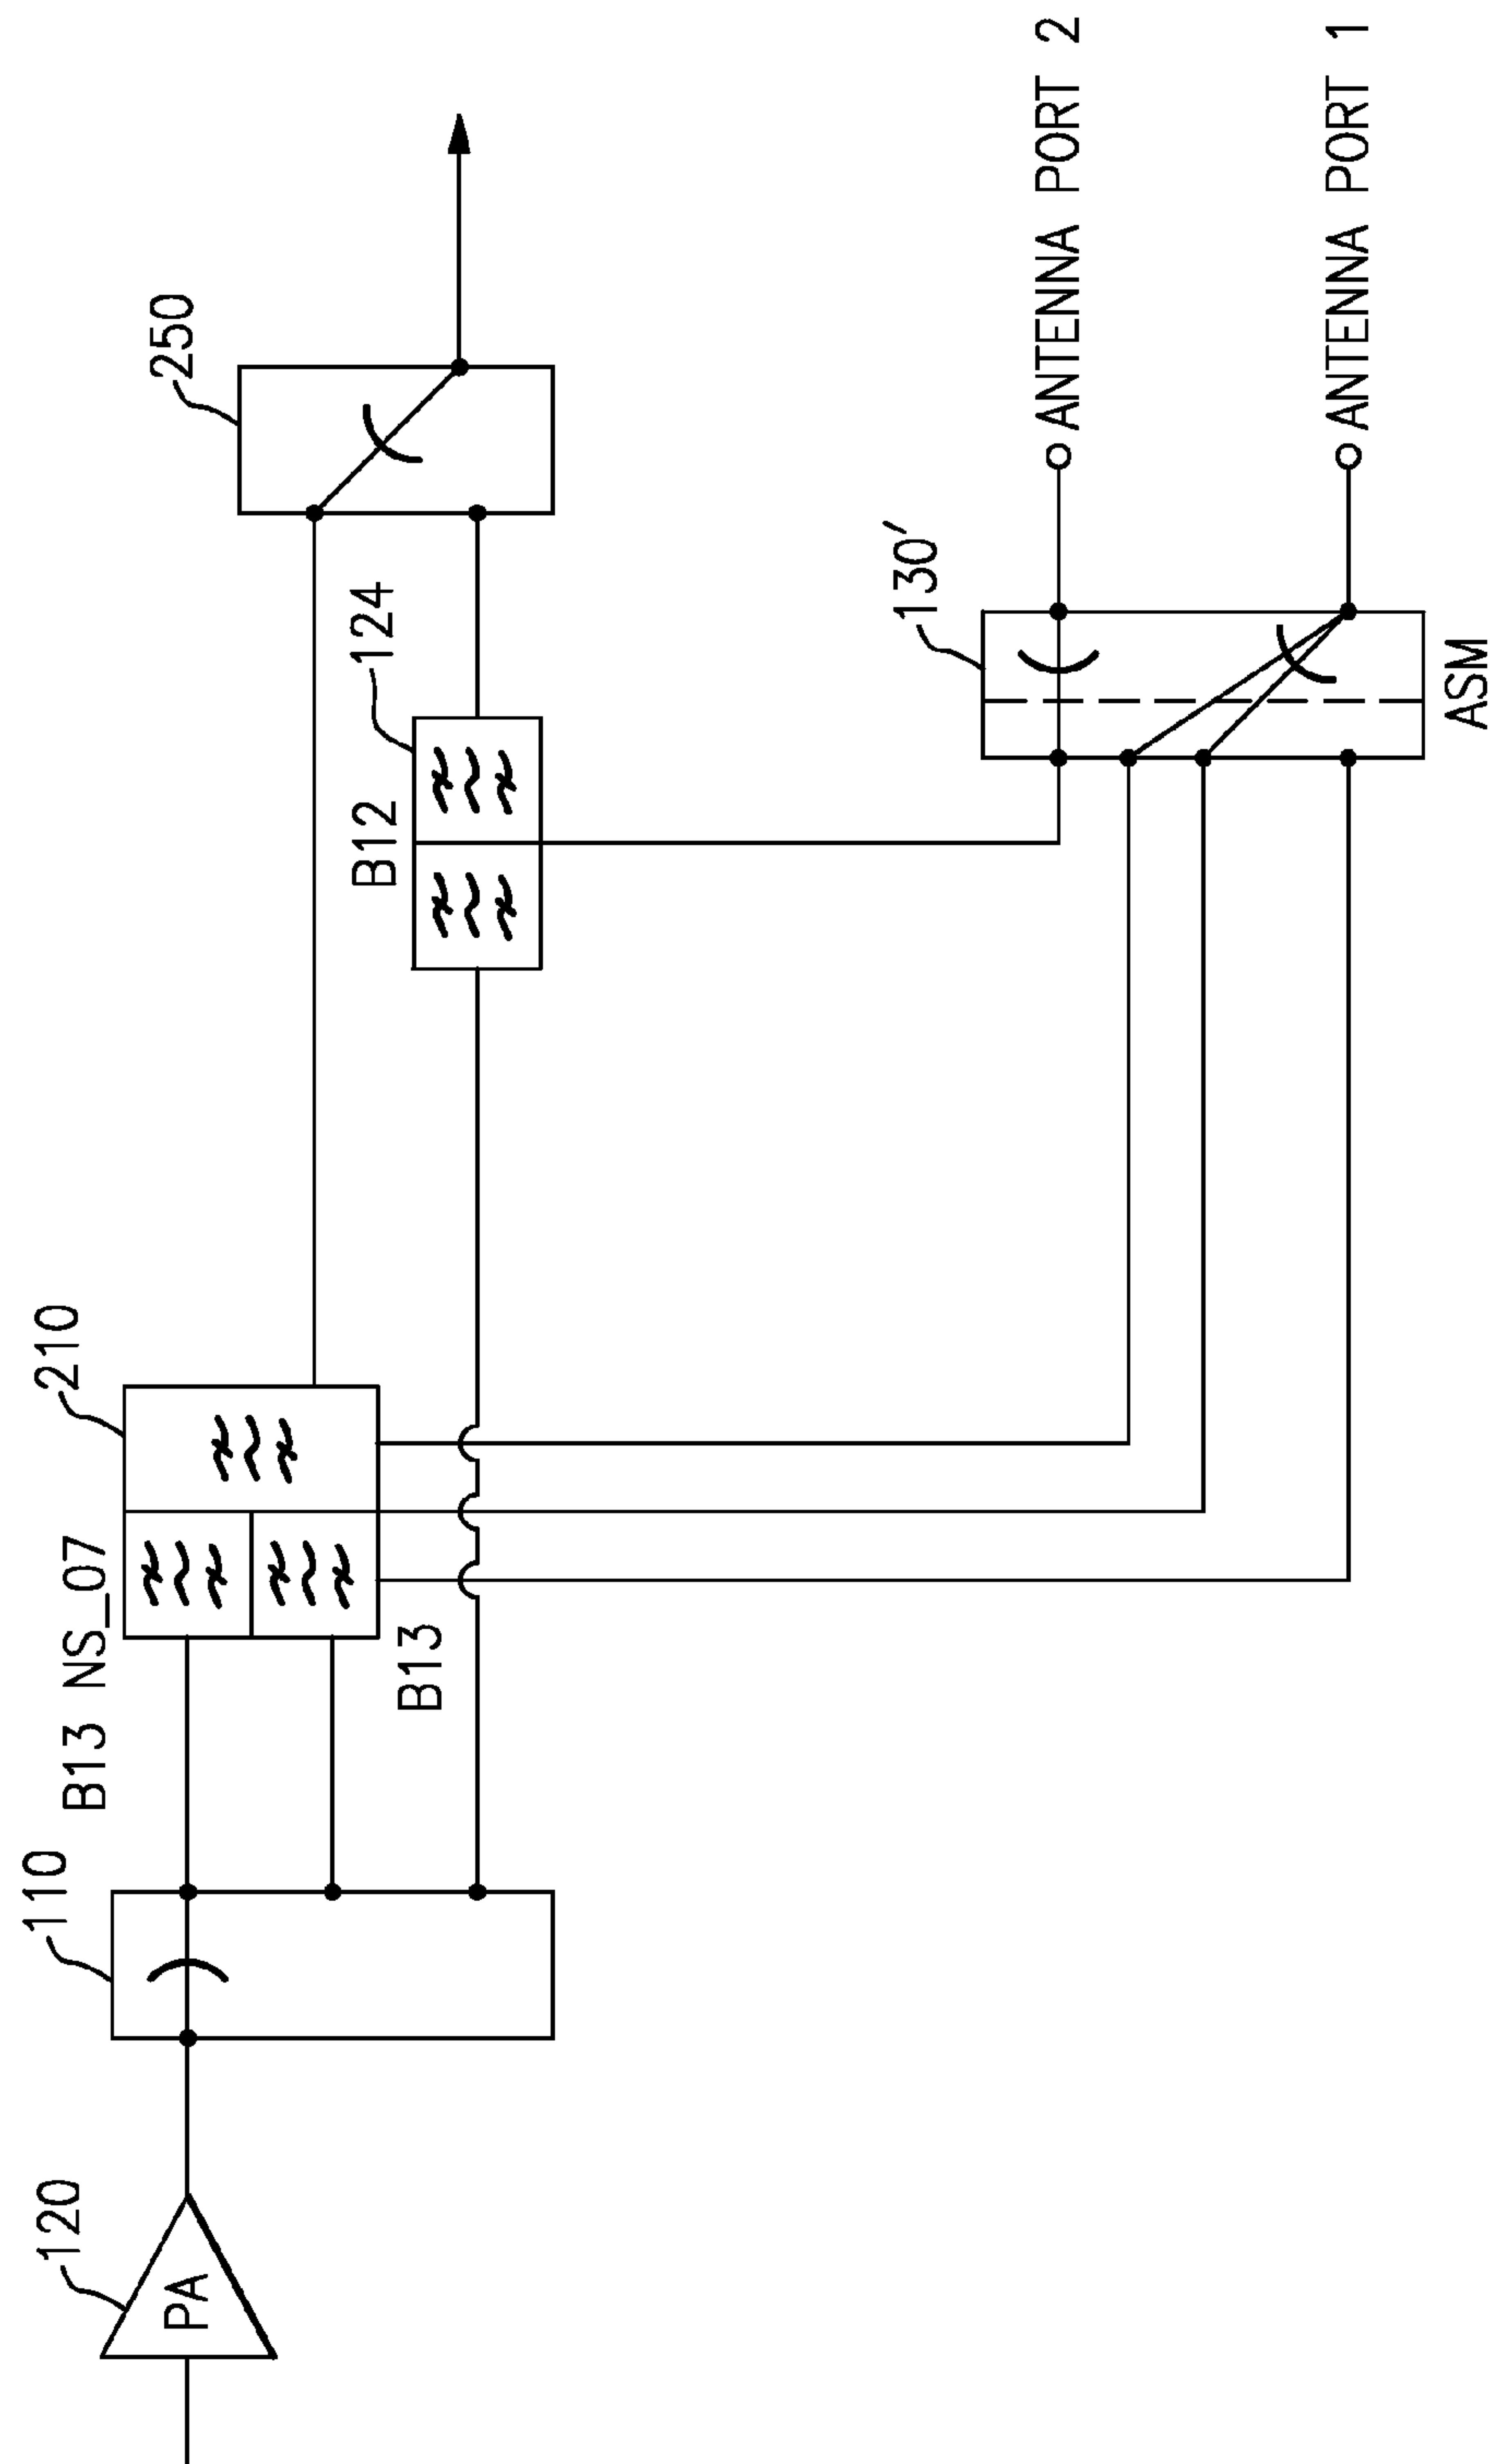 120
PA
110
B13 NS_07
210
B13
B12
124
250
130′
ASM
ANTENNA PORT 2
ANTENNA PORT 1